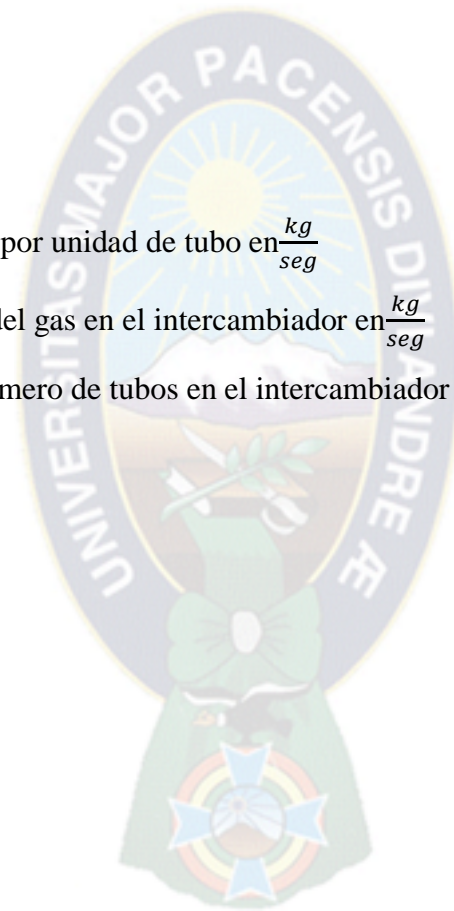 por unidad de tubo en kg/seg
del gas en el intercambiador en kg/seg
mero de tubos en el intercambiador
UNIVERSITAS MAJOR PACENSIS DIVI ANDRE Æ